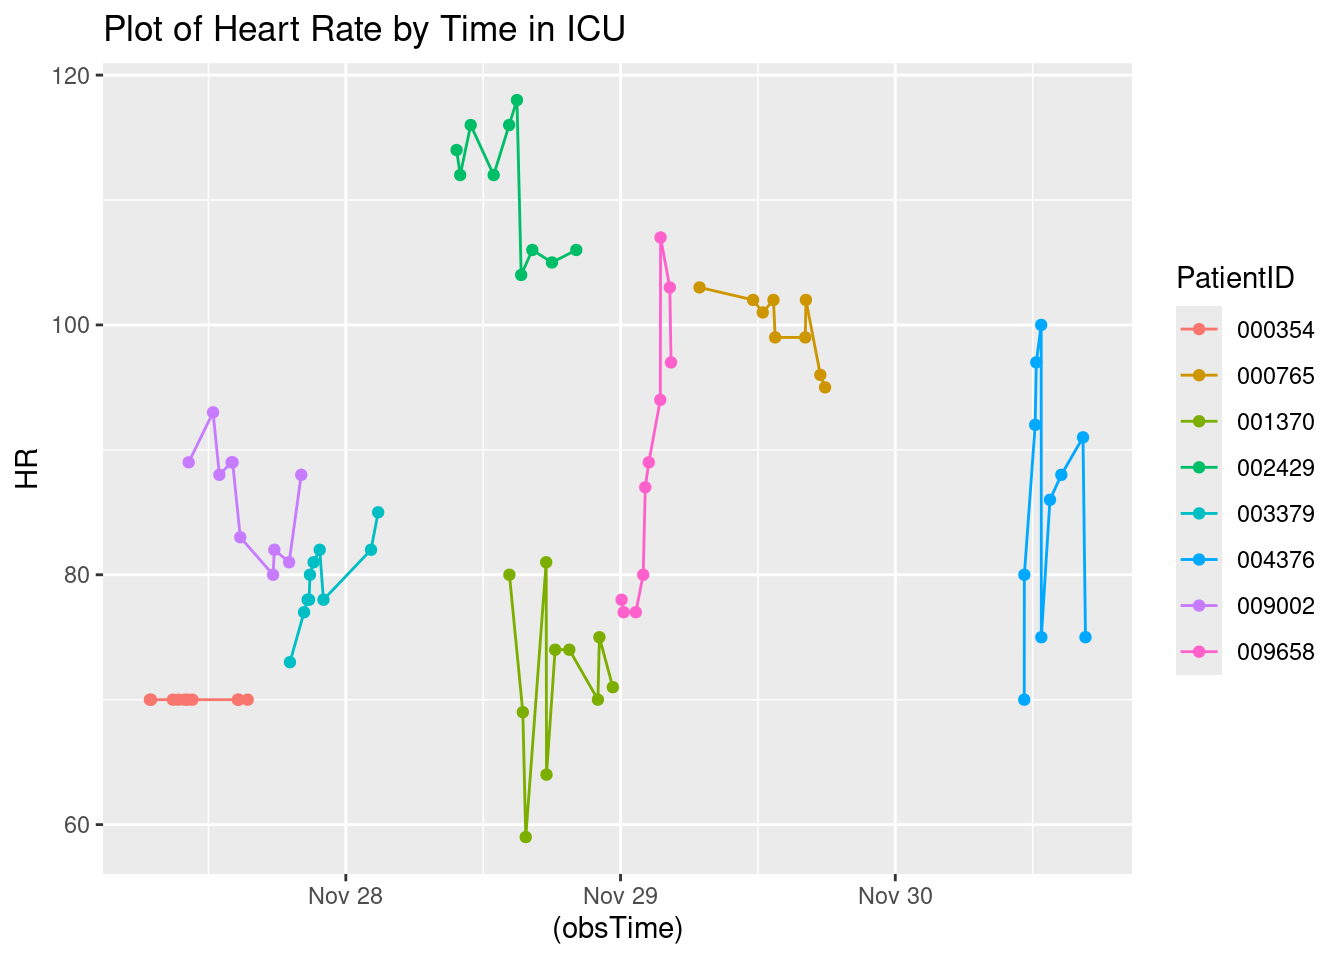 Plot of Heart Rate by Time in ICU
120
100
80
60
HR
Nov 28
Nov 29
Nov 30
(obsTime)
PatientID
000354
000765
001370
002429
003379
004376
009002
009658